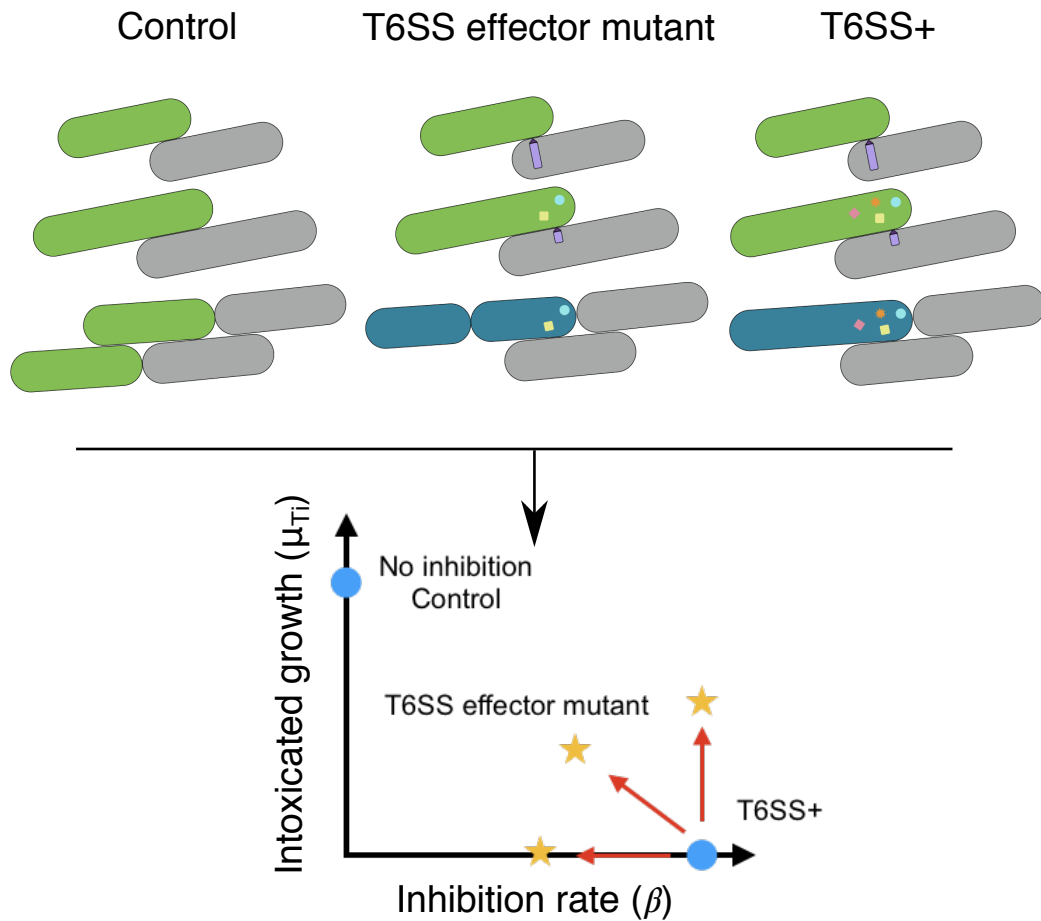 Control
T6SS effector mutant
T6SS+
Intoxicated growth (μTi)
No inhibition
Control
T6SS effector mutant
T6SS+
Inhibition rate (β)